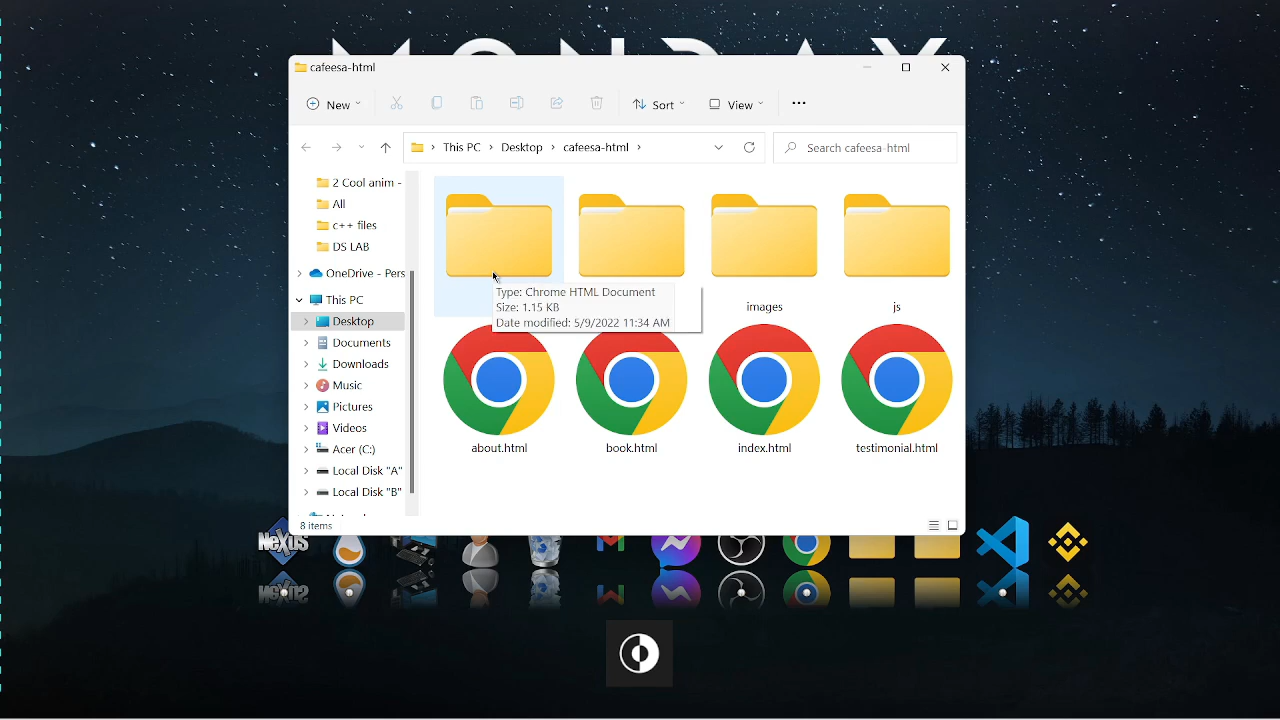 MONDAY
cafeesa-html
New
Sort
View
This PC
Desktop
cafeesa-html
Search cafeesa-html
2 Cool anim -
All
c++ files
DS LAB
OneDrive - Pers
This PC
Desktop
Documents
Downloads
Music
Pictures
Videos
Acer (C:)
Local Disk "A"
Local Disk "B"
Type: Chrome HTML Document
Size: 1.15 KB
Date modified: 5/9/2022 11:34 AM
images
js
about.html
book.html
index.html
testimonial.html
8 items
NeXuS